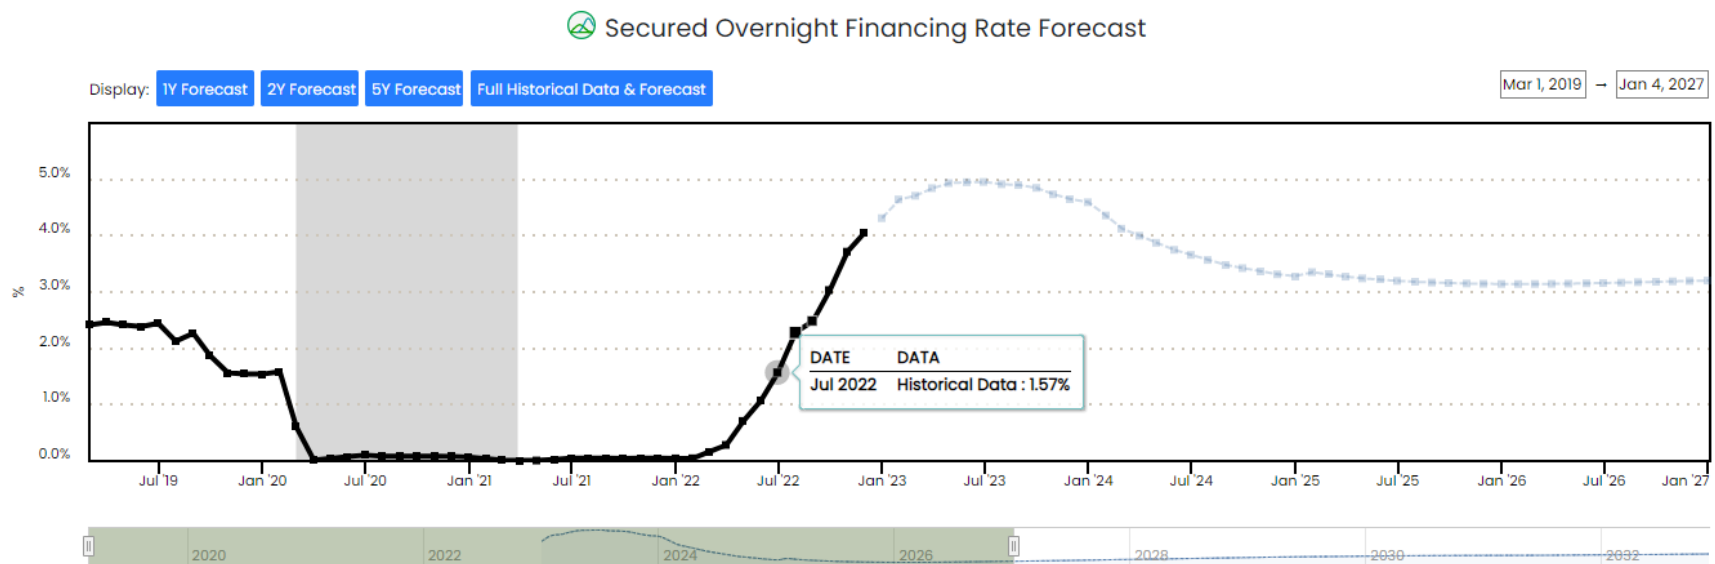 Secured Overnight Financing Rate Forecast
Display: 1Y Forecast 2Y Forecast 5Y Forecast Full Historical Data & Forecast Mar 1, 2019 → Jan 4, 2027
5.0%
4.0%
3.0%
%
2.0%
DATE DATA
Jul 2022 Historical Data : 1.57%
1.0%
0.0%
Jul '19 Jan '20 Jul '20 Jan '21 Jul '21 Jan '22 Jul '22 Jan '23 Jul '23 Jan '24 Jul '24 Jan '25 Jul '25 Jan '26 Jul '26 Jan '27
2020 2022 2024 2026 2028 2030 2032